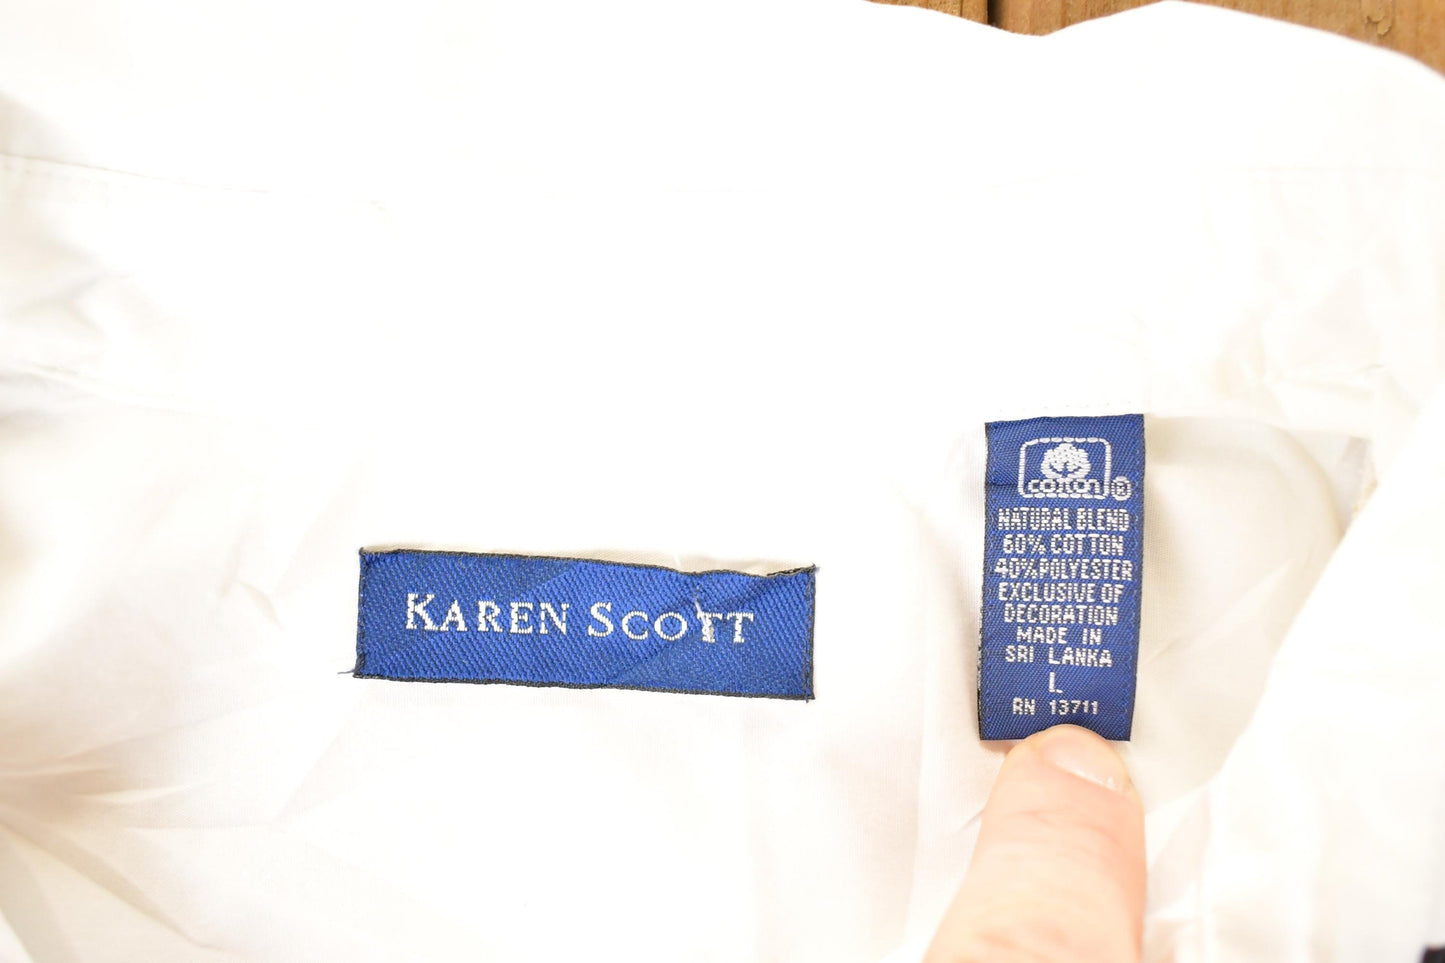 KAREN SCOTT
COTTON ®
NATURAL BLEND
60% COTTON
40% POLYESTER
EXCLUSIVE OF
DECORATION
MADE IN
SRI LANKA
L
RN 13711